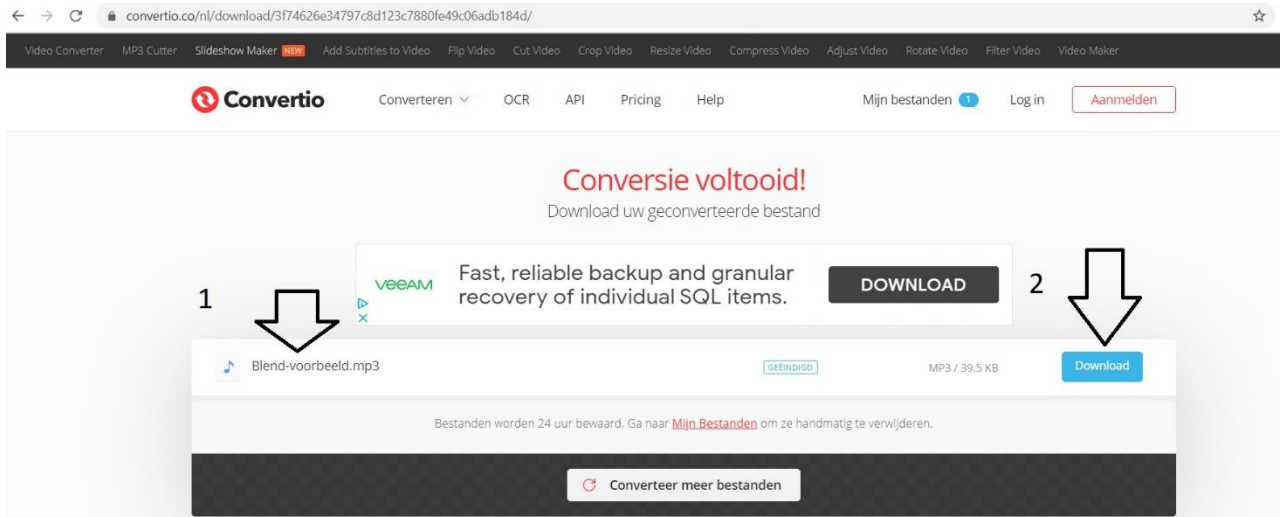 convertio.co/nl/download/3f74626e34797c8d123c7880fe49c06adb184d/
Video Converter MP3 Cutter Slideshow Maker NEW Add Subtitles to Video Flip Video Cut Video Crop Video Resize Video Compress Video Adjust Video Rotate Video Filter Video Video Maker
Convertio Converteren OCR API Pricing Help Mijn bestanden 1 Log in Aanmelden
Conversie voltooid!
Download uw geconverteerde bestand
veeam Fast, reliable backup and granular
recovery of individual SQL items.
DOWNLOAD
1
2
Blend-voorbeeld.mp3 GEËINDIGD MP3 / 39.5 KB Download
Bestanden worden 24 uur bewaard. Ga naar Mijn Bestanden om ze handmatig te verwijderen.
Converteer meer bestanden